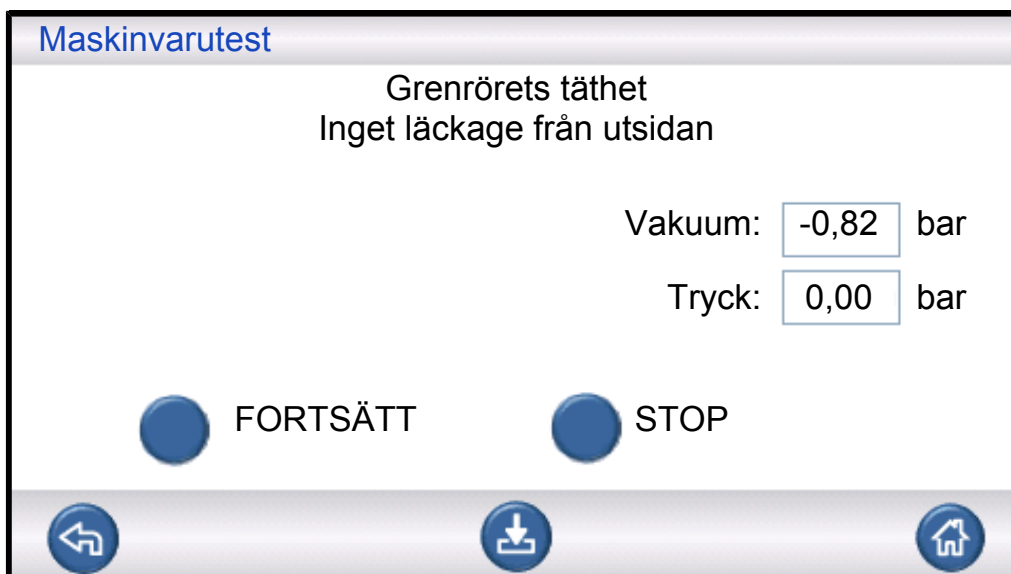 Maskinvarutest
Grenrörets täthet
Inget läckage från utsidan
Vakuum: -0,82 bar
Tryck: 0,00 bar
FORTSÄTT STOP